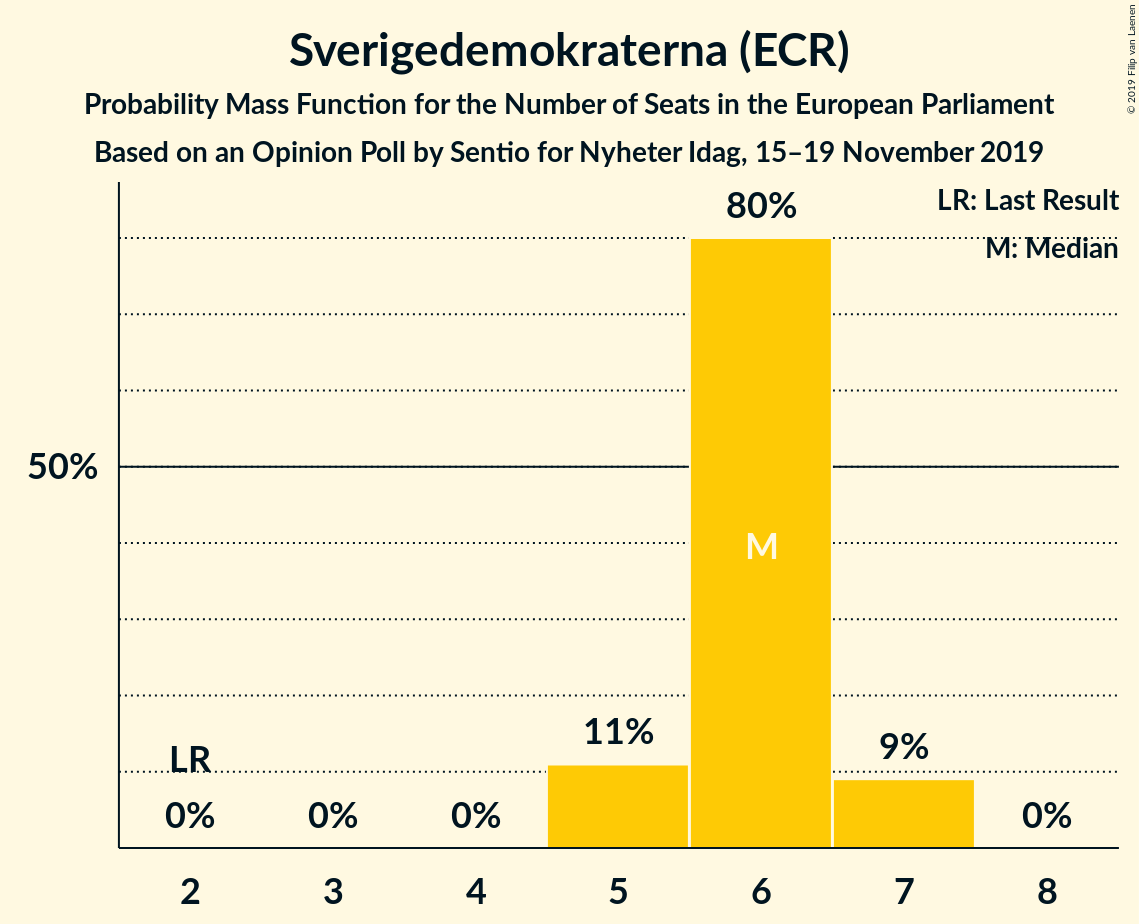 Sverigedemokraterna (ECR)
Probability Mass Function for the Number of Seats in the European Parliament
Based on an Opinion Poll by Sentio for Nyheter Idag, 15–19 November 2019
© 2019 Filip van Laenen
LR: Last Result
M: Median
80%
50%
M
11%
9%
LR
0%
0%
0%
0%
2 3 4 5 6 7 8